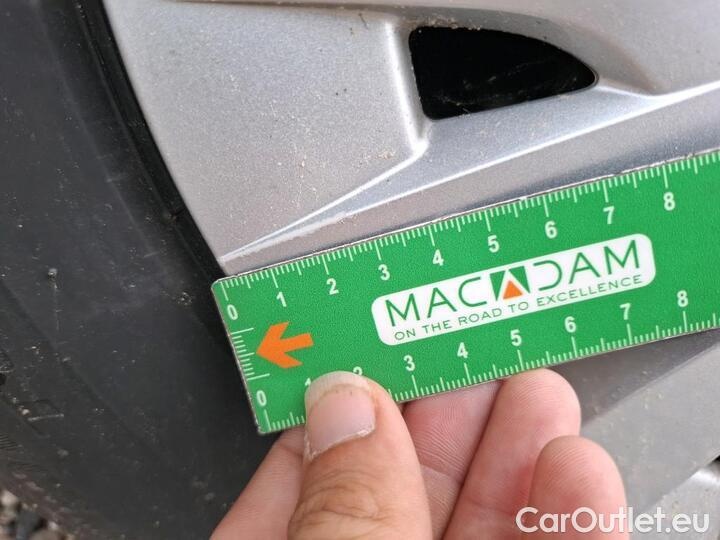 0 1 2 3 4 5 6 7 8
MACADAM
ON THE ROAD TO EXCELLENCE
0 1 2 3 4 5 6 7 8
CarOutlet.eu